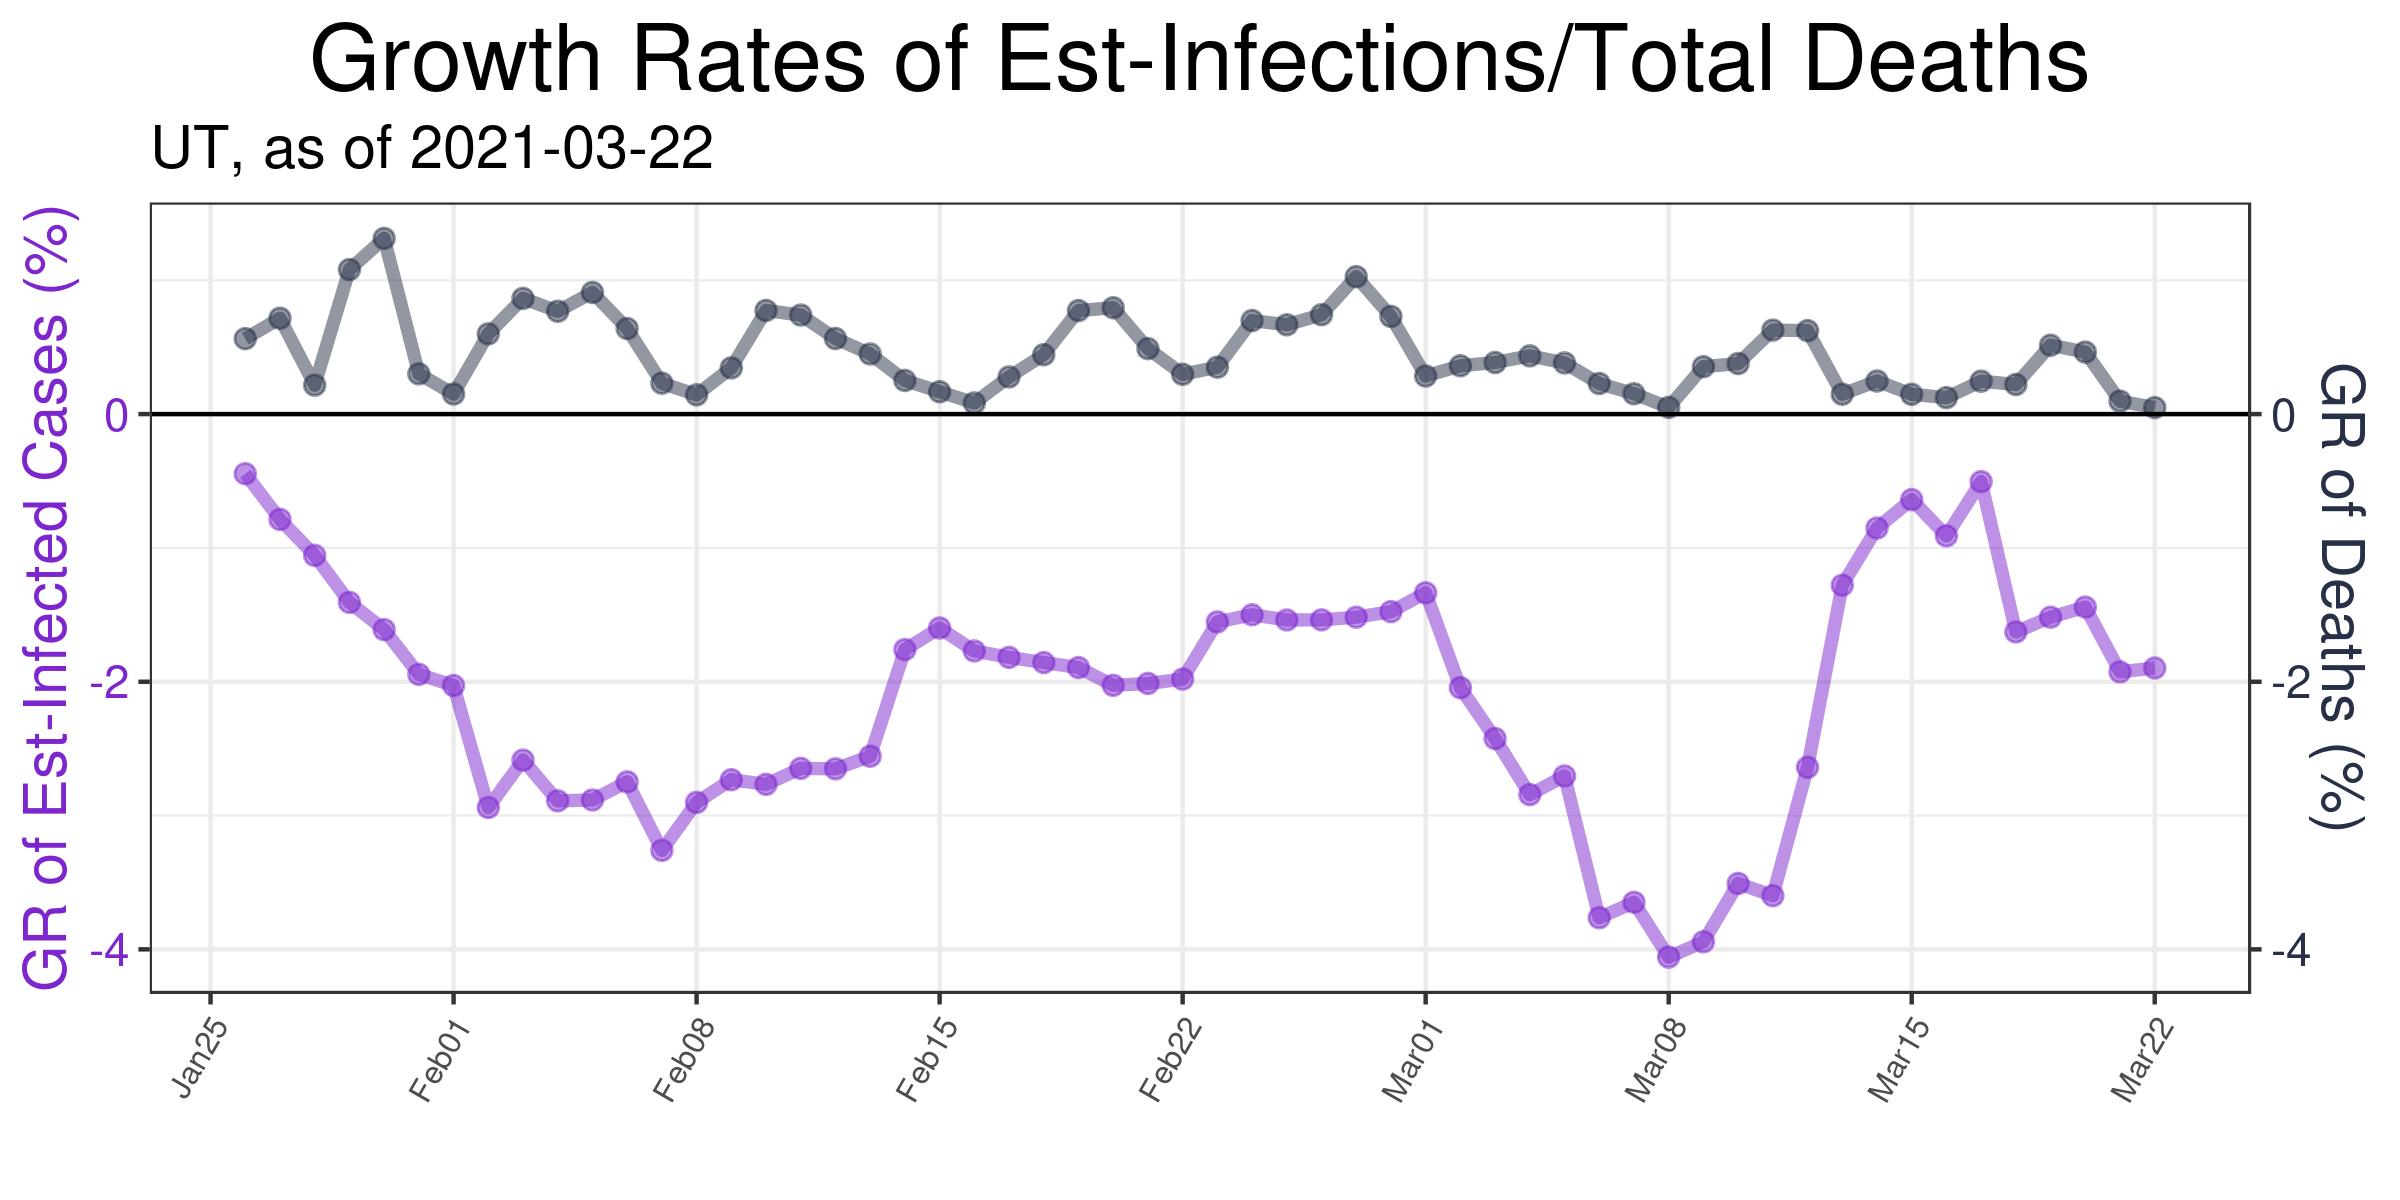 Growth Rates of Est-Infections/Total Deaths
UT, as of 2021-03-22
GR of Est-Infected Cases (%)
0
-2
-4
0
-2
-4
GR of Deaths (%)
Jan25
Feb01
Feb08
Feb15
Feb22
Mar01
Mar08
Mar15
Mar22